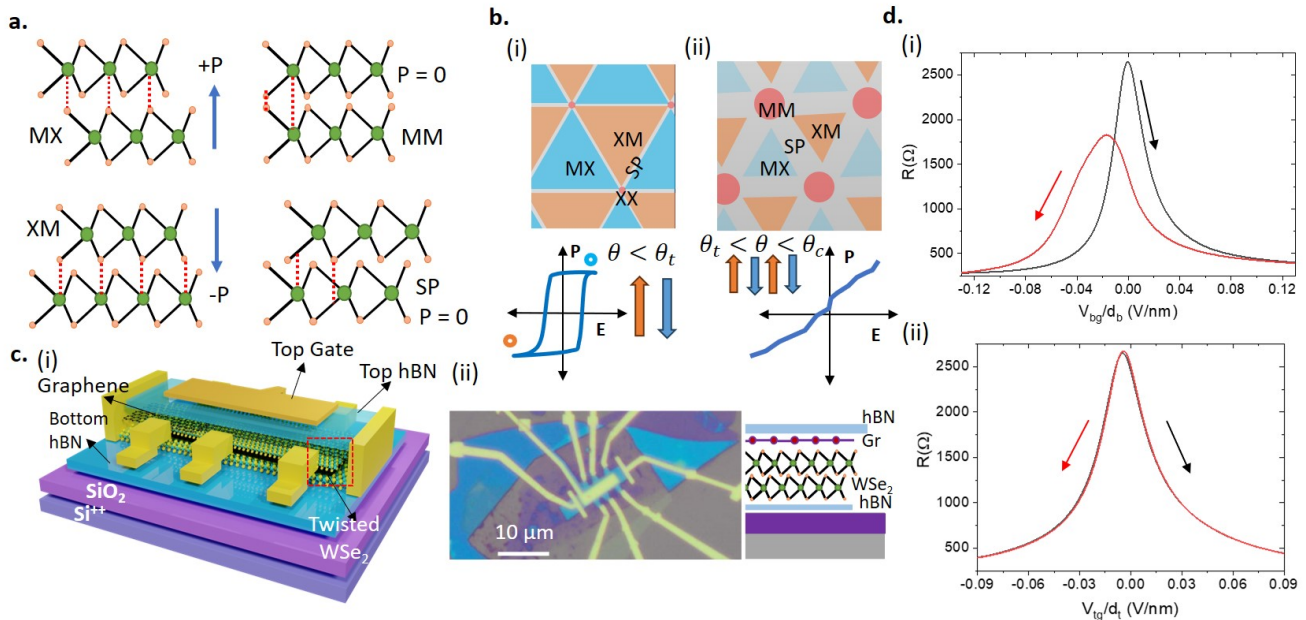 a.
+P
MX
P = 0
MM
XM
-P
SP
P = 0
b.
(i)
MX
XM
SP
XX
P
E
θ < θt
(ii)
MM
XM
SP
MX
θt < θ < θc
P
E
c.
(i)
Top Gate
Graphene
Top hBN
Bottom
hBN
SiO2
Si++
Twisted
WSe2
(ii)
10 µm
hBN
Gr
WSe2
hBN
d.
(i)
R(Ω)
2500
2000
1500
1000
500
-0.12 -0.08 -0.04 0.00 0.04 0.08 0.12
Vbg/db (V/nm)
(ii)
R(Ω)
2500
2000
1500
1000
500
-0.09 -0.06 -0.03 0.00 0.03 0.06 0.09
Vtg/dt (V/nm)